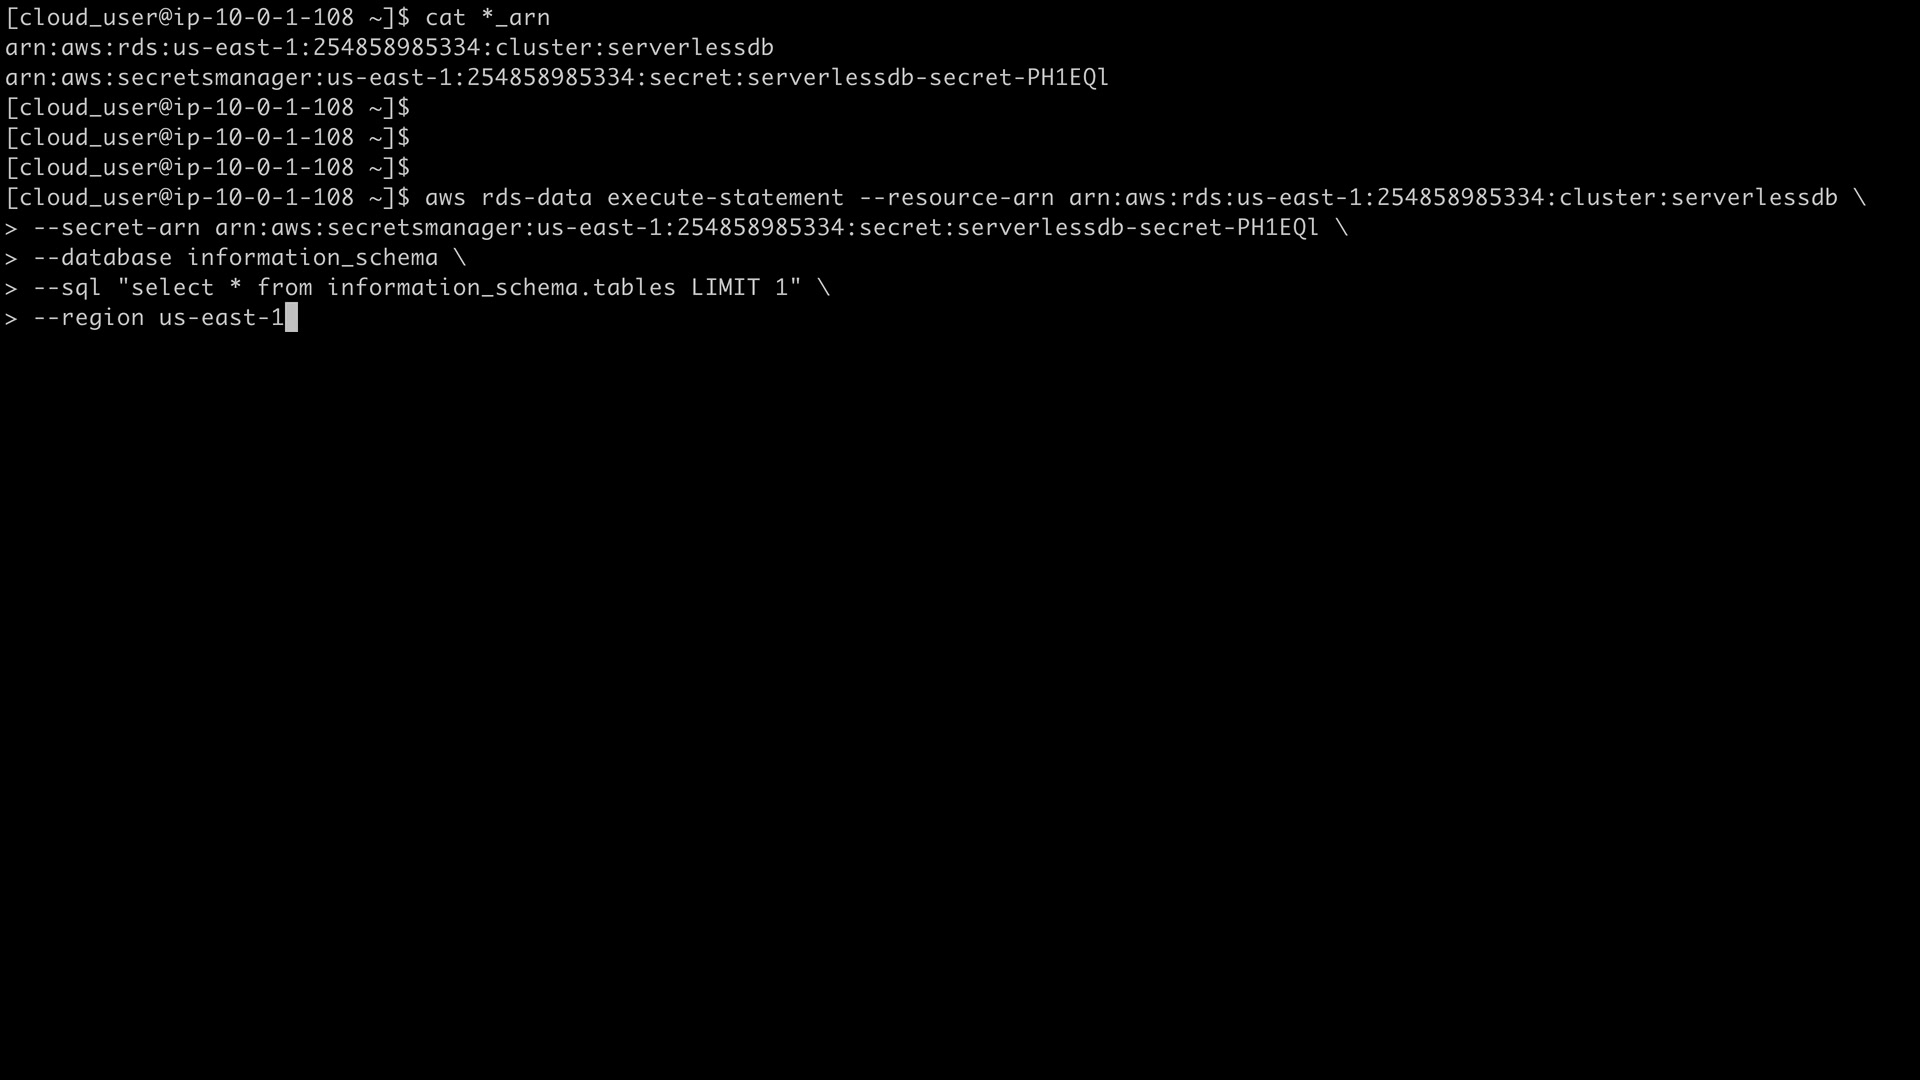 [cloud_user@ip-10-0-1-108 ~]$ cat *_arn
arn:aws:rds:us-east-1:254858985334:cluster:serverlessdb
arn:aws:secretsmanager:us-east-1:254858985334:secret:serverlessdb-secret-PH1EQl
[cloud_user@ip-10-0-1-108 ~]$
[cloud_user@ip-10-0-1-108 ~]$
[cloud_user@ip-10-0-1-108 ~]$
[cloud_user@ip-10-0-1-108 ~]$ aws rds-data execute-statement --resource-arn arn:aws:rds:us-east-1:254858985334:cluster:serverlessdb \
> --secret-arn arn:aws:secretsmanager:us-east-1:254858985334:secret:serverlessdb-secret-PH1EQl \
> --database information_schema \
> --sql "select * from information_schema.tables LIMIT 1" \
> --region us-east-1